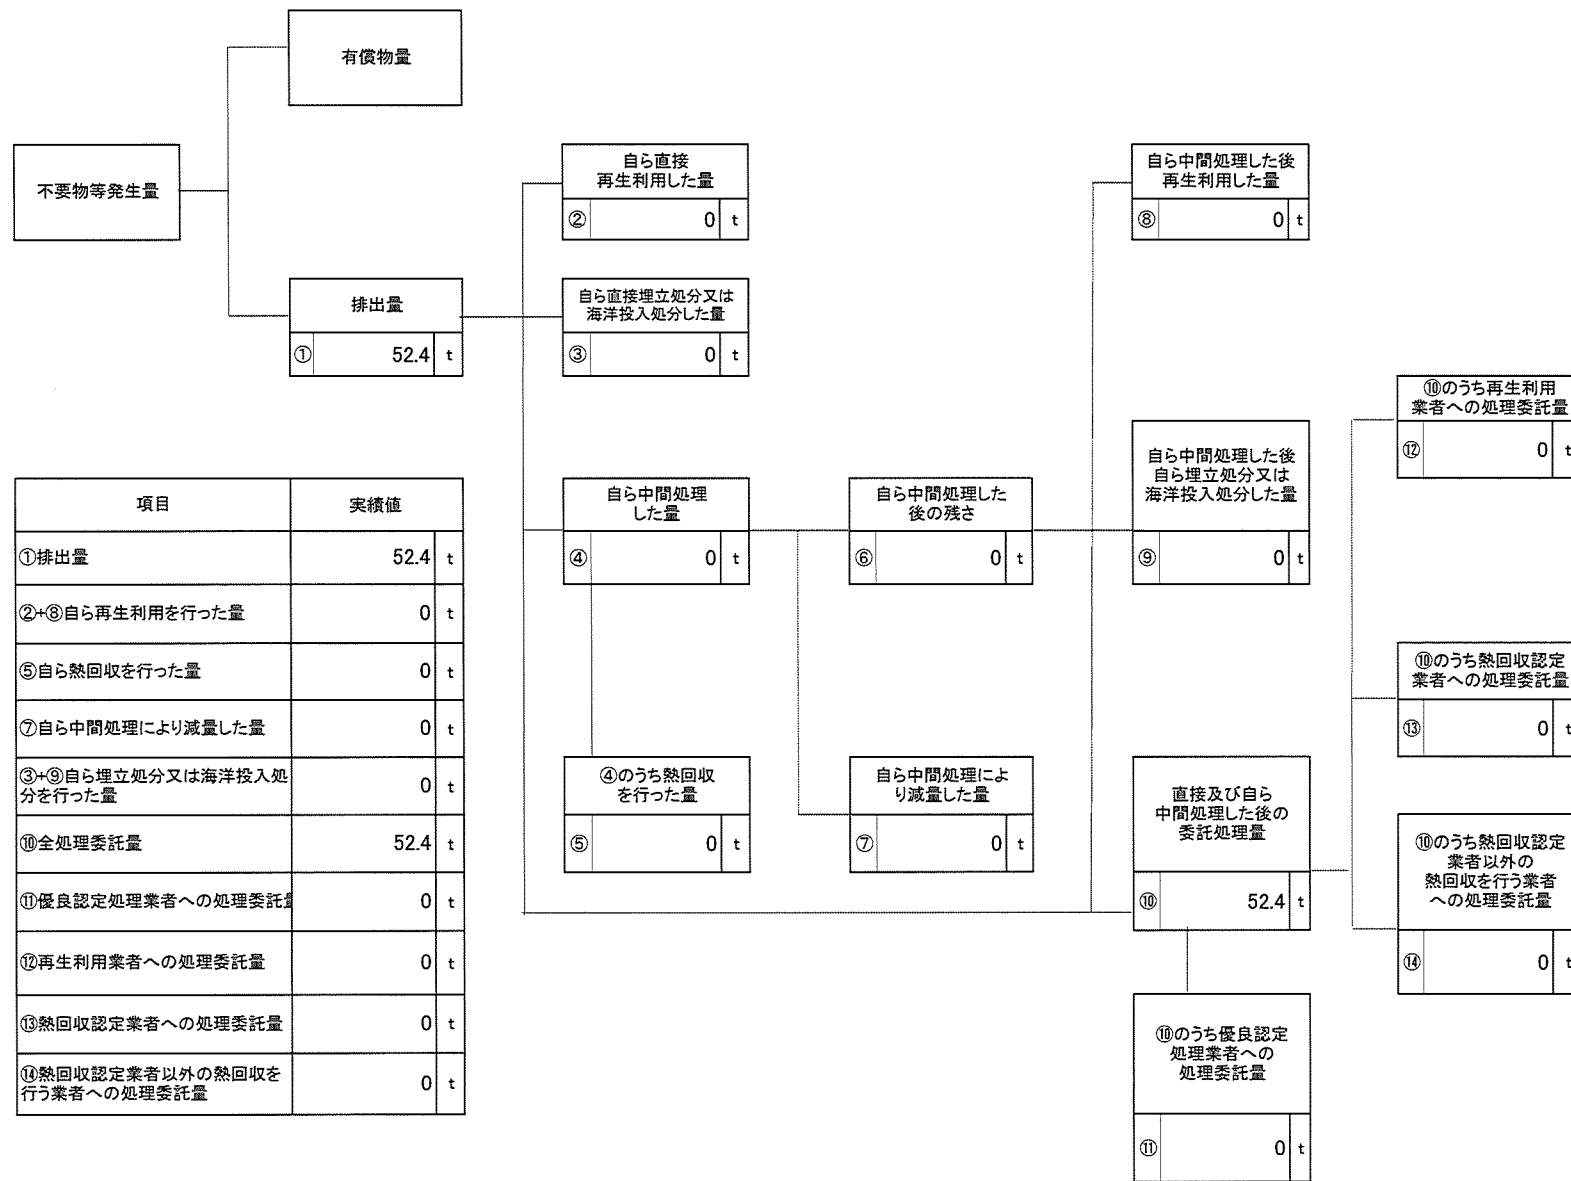 有償物量
不要物等発生量
排出量
① 52.4 t
自ら直接
再生利用した量
② 0 t
自ら直接埋立処分又は
海洋投入処分した量
③ 0 t
自ら中間処理
した量
④ 0 t
④のうち熱回収
を行った量
⑤ 0 t
自ら中間処理した
後の残さ
⑥ 0 t
自ら中間処理によ
り減量した量
⑦ 0 t
自ら中間処理した後
再生利用した量
⑧ 0 t
自ら中間処理した後
自ら埋立処分又は
海洋投入処分した量
⑨ 0 t
直接及び自ら
中間処理した後の
委託処理量
⑩ 52.4 t
⑩のうち優良認定
処理業者への
処理委託量
⑪ 0 t
⑩のうち再生利用
業者への処理委託量
⑫ 0 t
⑩のうち熱回収認定
業者への処理委託量
⑬ 0 t
⑩のうち熱回収認定
業者以外の
熱回収を行う業者
への処理委託量
⑭ 0 t
項目 実績値
①排出量 52.4 t
②+⑧自ら再生利用を行った量 0 t
⑤自ら熱回収を行った量 0 t
⑦自ら中間処理により減量した量 0 t
③+⑨自ら埋立処分又は海洋投入処
分を行った量 0 t
⑩全処理委託量 52.4 t
⑪優良認定処理業者への処理委託量 0 t
⑫再生利用業者への処理委託量 0 t
⑬熱回収認定業者への処理委託量 0 t
⑭熱回収認定業者以外の熱回収を
行う業者への処理委託量 0 t